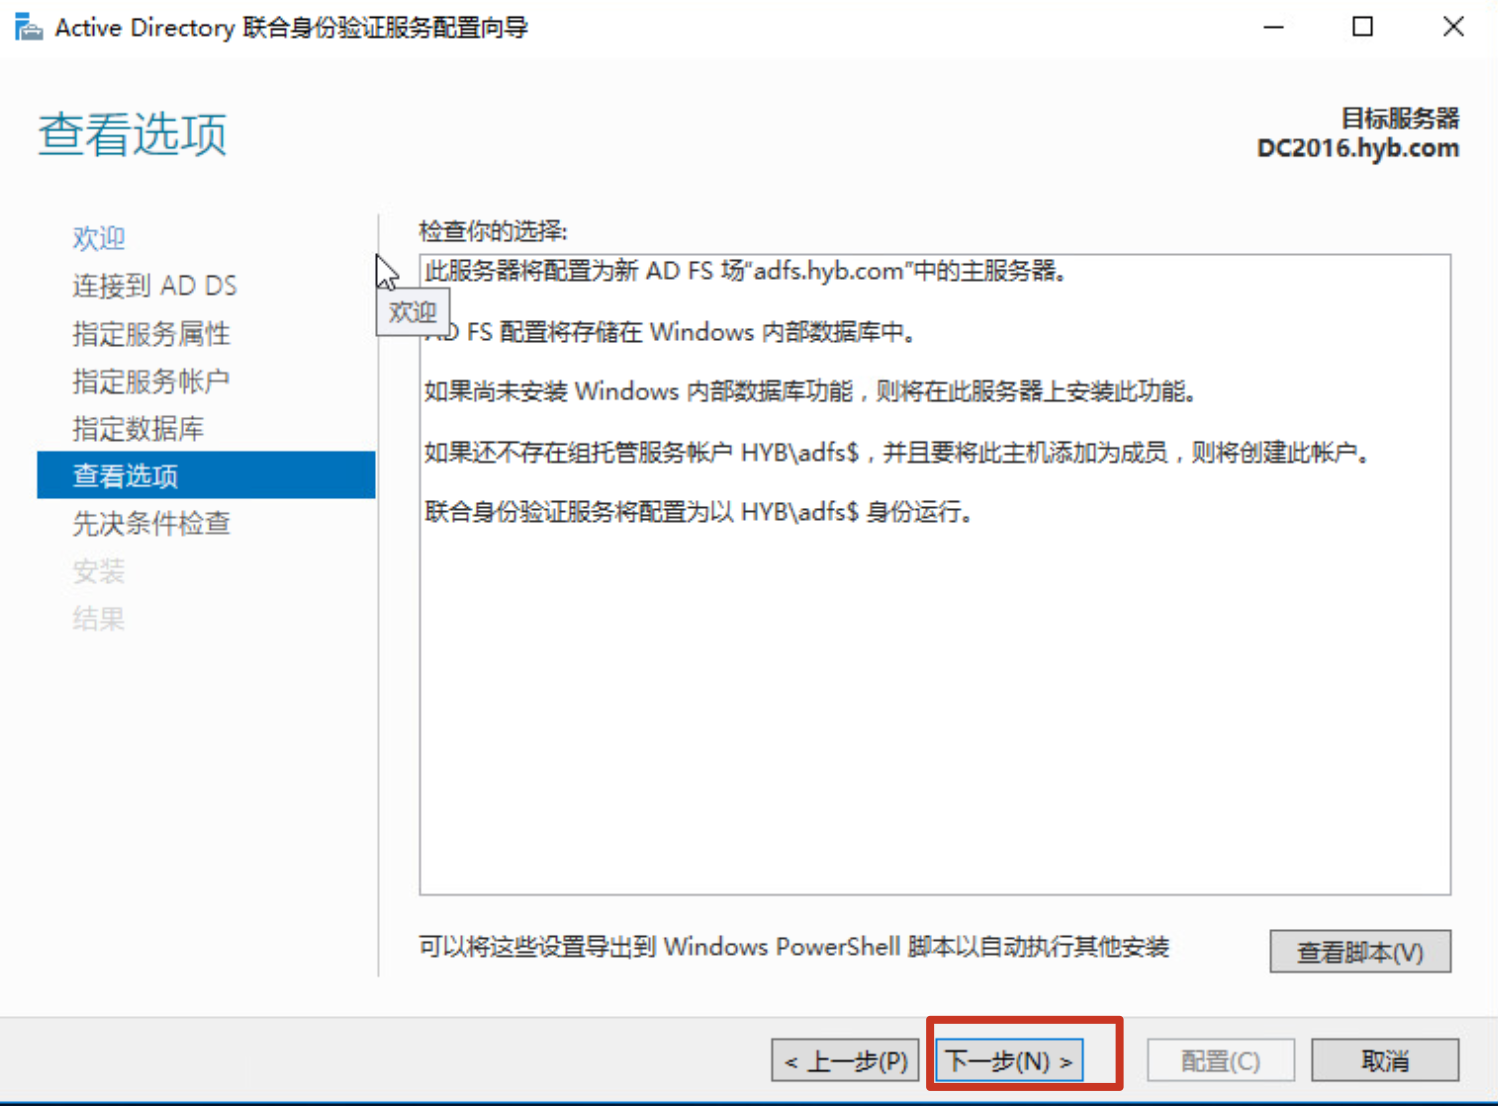 Active Directory 联合身份验证服务配置向导
查看选项
目标服务器
DC2016.hyb.com
欢迎
连接到 AD DS
指定服务属性
指定服务帐户
指定数据库
查看选项
先决条件检查
安装
结果
检查你的选择:
此服务器将配置为新 AD FS 场“adfs.hyb.com”中的主服务器。
欢迎
AD FS 配置将存储在 Windows 内部数据库中。
如果尚未安装 Windows 内部数据库功能，则将在此服务器上安装此功能。
如果还不存在组托管服务帐户 HYB\adfs$，并且要将此主机添加为成员，则将创建此帐户。
联合身份验证服务将配置为以 HYB\adfs$ 身份运行。
可以将这些设置导出到 Windows PowerShell 脚本以自动执行其他安装
查看脚本(V)
< 上一步(P)
下一步(N) >
配置(C)
取消